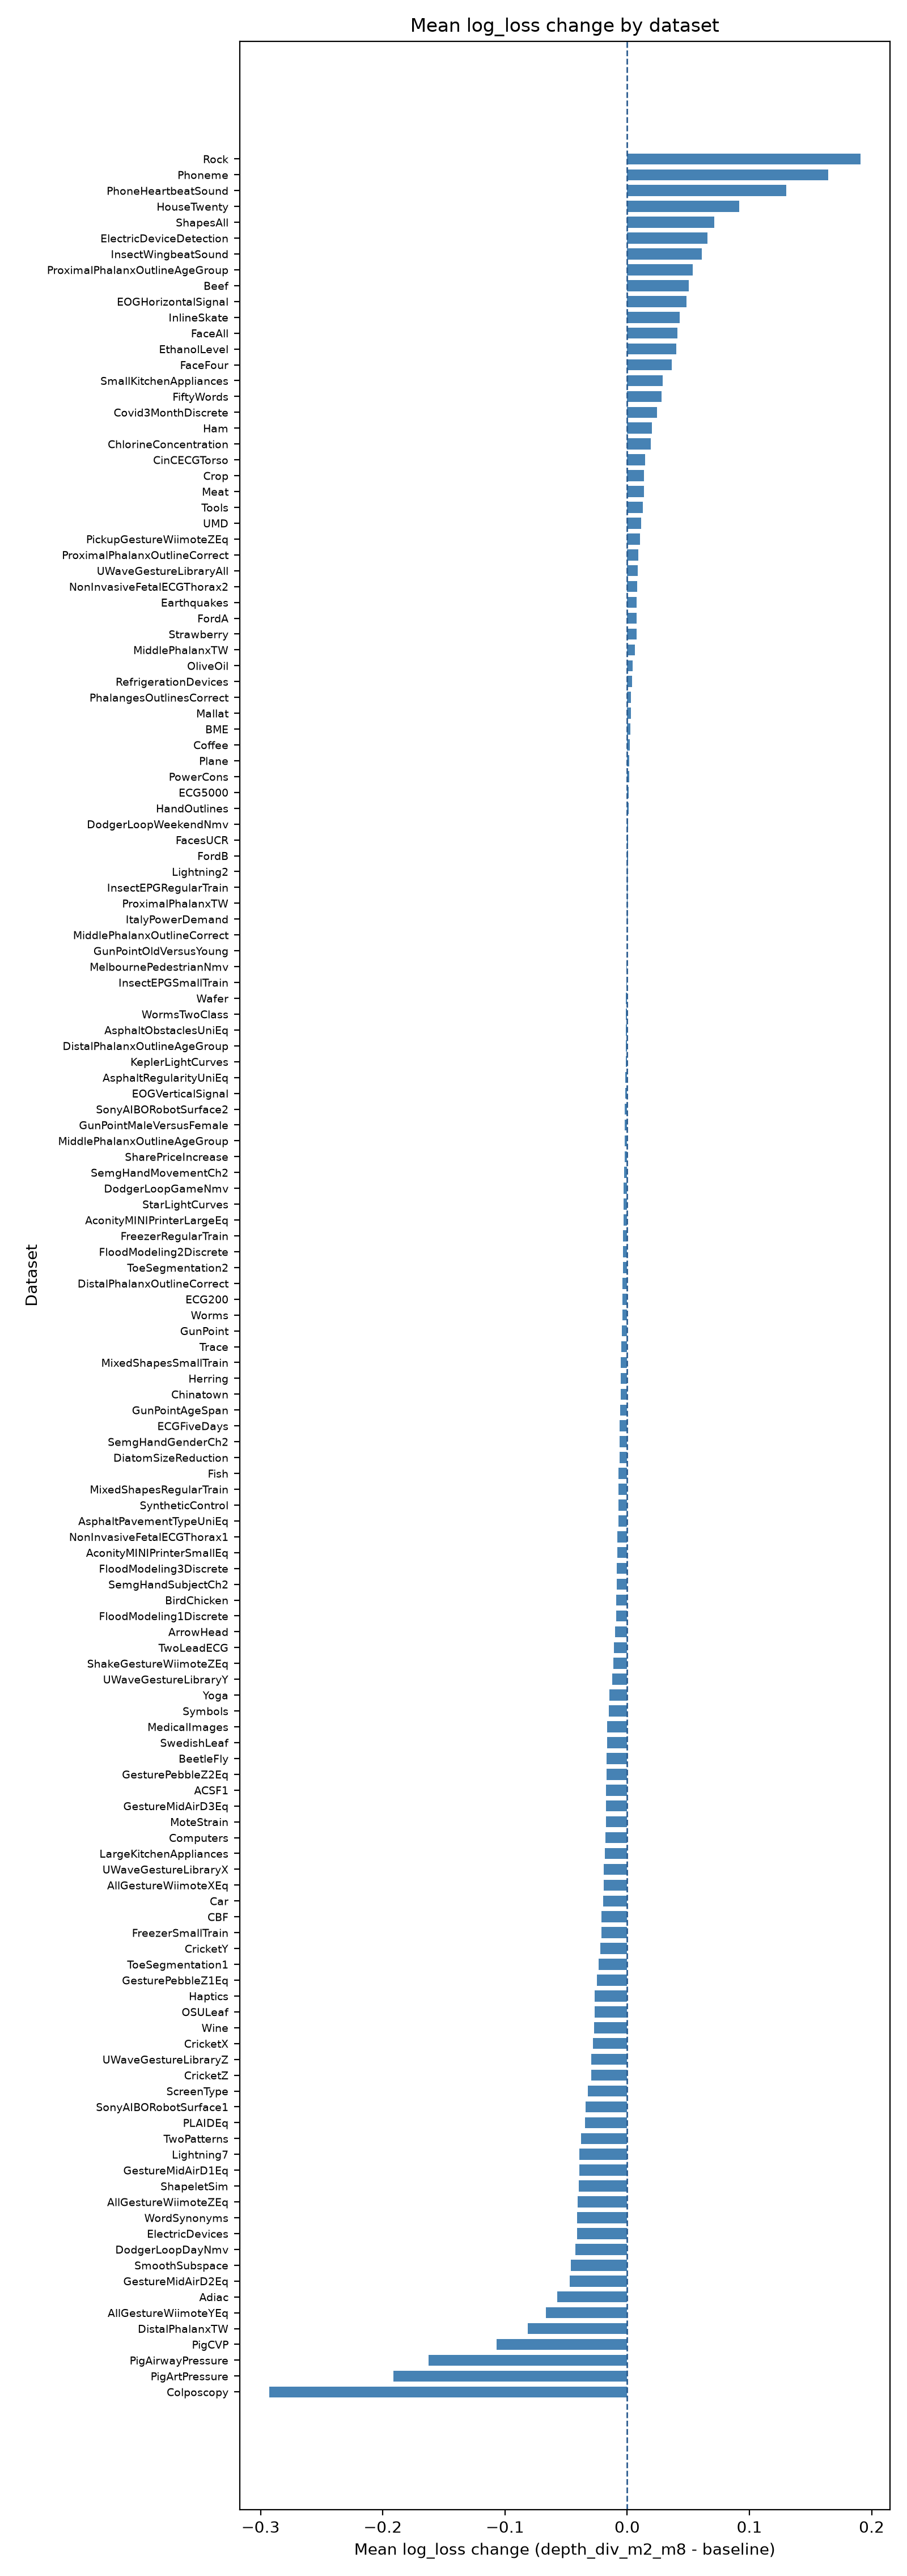 Mean log_loss change by dataset
Rock
Phoneme
PhoneHeartbeatSound
HouseTwenty
ShapesAll
ElectricDeviceDetection
InsectWingbeatSound
ProximalPhalanxOutlineAgeGroup
Beef
EOGHorizontalSignal
InlineSkate
FaceAll
EthanolLevel
FaceFour
SmallKitchenAppliances
FiftyWords
Covid3MonthDiscrete
Ham
ChlorineConcentration
CinCECGTorso
Crop
Meat
Tools
UMD
PickupGestureWiimoteZEq
ProximalPhalanxOutlineCorrect
UWaveGestureLibraryAll
NonInvasiveFetalECGThorax2
Earthquakes
FordA
Strawberry
MiddlePhalanxTW
OliveOil
RefrigerationDevices
PhalangesOutlinesCorrect
Mallat
BME
Coffee
Plane
PowerCons
ECG5000
HandOutlines
DodgerLoopWeekendNmv
FacesUCR
FordB
Lightning2
InsectEPGRegularTrain
ProximalPhalanxTW
ItalyPowerDemand
MiddlePhalanxOutlineCorrect
GunPointOldVersusYoung
MelbournePedestrianNmv
InsectEPGSmallTrain
Wafer
WormsTwoClass
AsphaltObstaclesUniEq
DistalPhalanxOutlineAgeGroup
KeplerLightCurves
AsphaltRegularityUniEq
EOGVerticalSignal
SonyAIBORobotSurface2
GunPointMaleVersusFemale
MiddlePhalanxOutlineAgeGroup
SharePriceIncrease
SemgHandMovementCh2
DodgerLoopGameNmv
StarLightCurves
AconityMINIPrinterLargeEq
FreezerRegularTrain
FloodModeling2Discrete
ToeSegmentation2
DistalPhalanxOutlineCorrect
ECG200
Worms
GunPoint
Trace
MixedShapesSmallTrain
Herring
Chinatown
GunPointAgeSpan
ECGFiveDays
SemgHandGenderCh2
DiatomSizeReduction
Fish
MixedShapesRegularTrain
SyntheticControl
AsphaltPavementTypeUniEq
NonInvasiveFetalECGThorax1
AconityMINIPrinterSmallEq
FloodModeling3Discrete
SemgHandSubjectCh2
BirdChicken
FloodModeling1Discrete
ArrowHead
TwoLeadECG
ShakeGestureWiimoteZEq
UWaveGestureLibraryY
Yoga
Symbols
MedicalImages
SwedishLeaf
BeetleFly
GesturePebbleZ2Eq
ACSF1
GestureMidAirD3Eq
MoteStrain
Computers
LargeKitchenAppliances
UWaveGestureLibraryX
AllGestureWiimoteXEq
Car
CBF
FreezerSmallTrain
CricketY
ToeSegmentation1
GesturePebbleZ1Eq
Haptics
OSULeaf
Wine
CricketX
UWaveGestureLibraryZ
CricketZ
ScreenType
SonyAIBORobotSurface1
PLAIDEq
TwoPatterns
Lightning7
GestureMidAirD1Eq
ShapeletSim
AllGestureWiimoteZEq
WordSynonyms
ElectricDevices
DodgerLoopDayNmv
SmoothSubspace
GestureMidAirD2Eq
Adiac
AllGestureWiimoteYEq
DistalPhalanxTW
PigCVP
PigAirwayPressure
PigArtPressure
Colposcopy
Dataset
−0.3 −0.2 −0.1 0.0 0.1 0.2
Mean log_loss change (depth_div_m2_m8 - baseline)